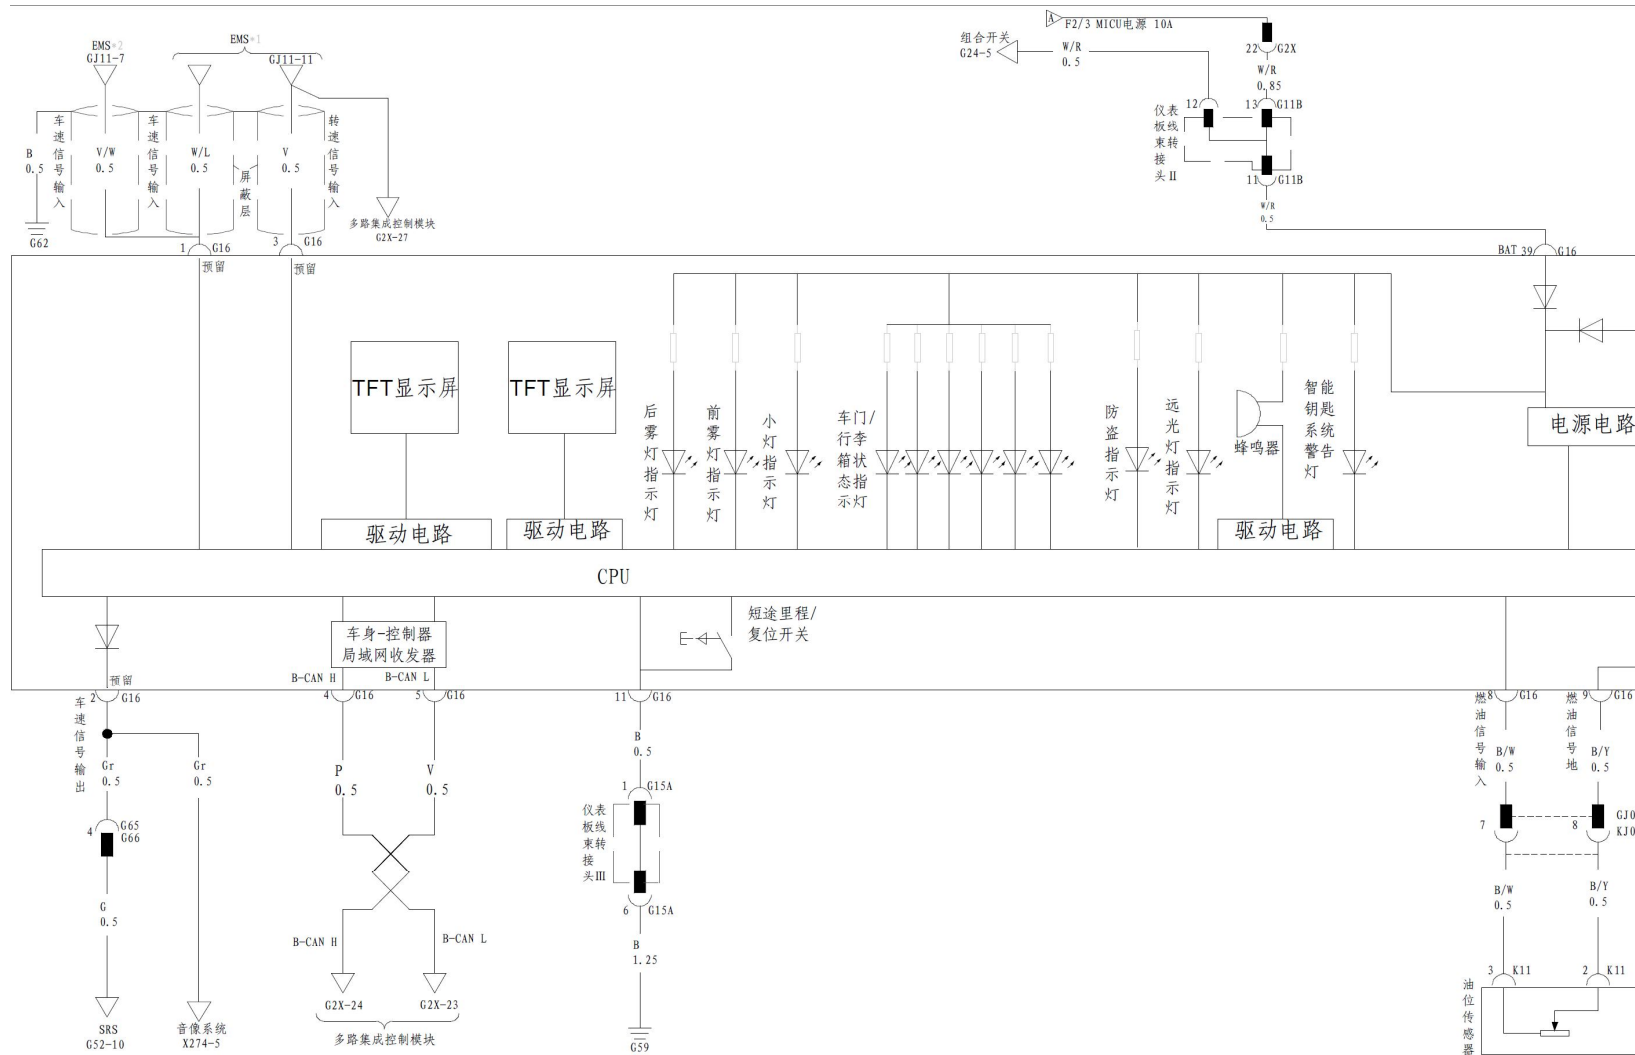 EMS*2
GJ11-7
EMS*1
GJ11-11
B
0.5
G62
车速信号输入
V/W
0.5
车速信号输入
W/L
0.5
屏蔽层
V
0.5
转速信号输入
多路集成控制模块
G2X-27
1 G16
预留
3 G16
预留
A
F2/3 MICU电源 10A
组合开关
G24-5
W/R
0.5
22 G2X
W/R
0.85
12
13 G11B
仪表
板线
束转
接
头Ⅱ
11 G11B
W/R
0.5
BAT 39 G16
TFT显示屏
TFT显示屏
驱动电路
驱动电路
后雾灯指示灯
前雾灯指示灯
小灯指示灯
车门/
行李
箱状
态指
示灯
防盗指示灯
远光灯指示灯
蜂鸣器
驱动电路
智能
钥匙
系统
警告
灯
电源电路
CPU
车身-控制器
局域网收发器
短途里程/
复位开关
预留
2 G16
车速信号输出
B-CAN H
4 G16
B-CAN L
5 G16
11 G16
燃油信号输入
8 G16
燃油信号地
9 G16
Gr
0.5
Gr
0.5
4
G65
G66
G
0.5
SRS
G52-10
音像系统
X274-5
P
0.5
V
0.5
B-CAN H
B-CAN L
G2X-24
G2X-23
多路集成控制模块
B
0.5
1 G15A
仪表
板线
束转
接
头Ⅲ
6 G15A
B
1.25
G59
B/W
0.5
B/Y
0.5
7
8
GJ0
KJ0
B/W
0.5
B/Y
0.5
3 K11
2 K11
油位传感器